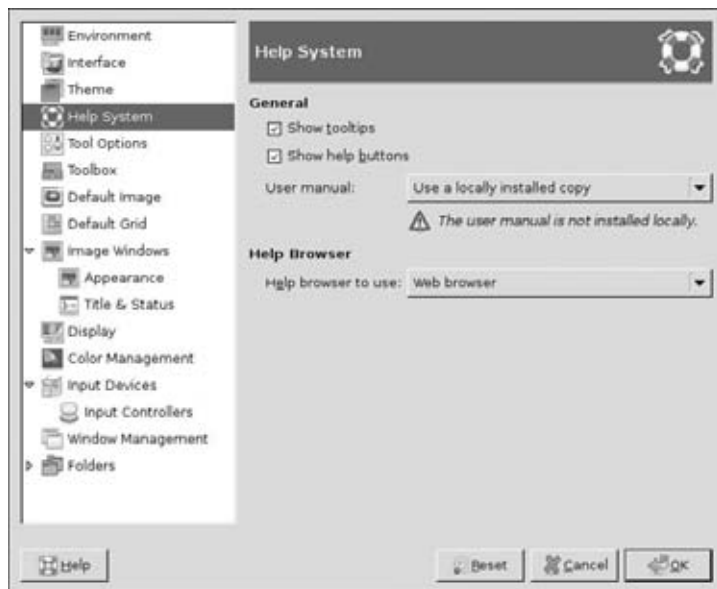 Environment
Interface
Theme
Help System
Tool Options
Toolbox
Default Image
Default Grid
Image Windows
Appearance
Title & Status
Display
Color Management
Input Devices
Input Controllers
Window Management
Folders
Help System
General
Show tooltips
Show help buttons
User manual: Use a locally installed copy
The user manual is not installed locally.
Help Browser
Help browser to use: Web browser
Help
Reset
Cancel
OK